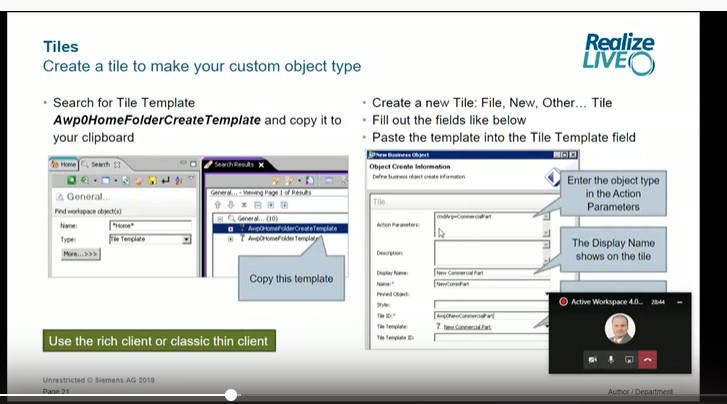 Tiles
Create a tile to make your custom object type
Realize
LIVE
• Search for Tile Template
Awp0HomeFolderCreateTemplate and copy it to
your clipboard
• Create a new Tile: File, New, Other… Tile
• Fill out the fields like below
• Paste the template into the Tile Template field
Home
Search
General...
Find workspace object(s)
Name:
*Home*
Type:
Tile Template
More...>>>
Search Results
General... - Viewing Page 1 of Results
General... (10)
Awp0HomeFolderCreateTemplate
Awp0HomeFolderTemplate
Copy this template
Use the rich client or classic thin client
New Business Object
Object Create Information
Define business object create information
Tile
Action Parameters:
cmdArg=CommercialPart
Description:
Display Name:
New Commercial Part
Name:*
NewCommPart
Pinned Object:
Style:
Tile ID:*
Awp0NewCommercialPart
Tile Template:
New Commercial Part
Tile Template ID:
Enter the object type
in the Action
Parameters
The Display Name
shows on the tile
Active Workspace 4.0...
28:44
Unrestricted © Siemens AG 2019
Page 21
Author / Department